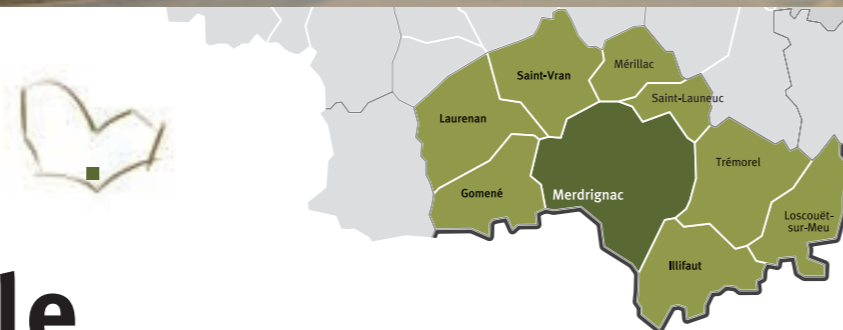 Saint-Vran
Mérillac
Saint-Launeuc
Laurenan
Trémorel
Gomené
Merdrignac
Loscouët-
sur-Meu
Illifaut
le